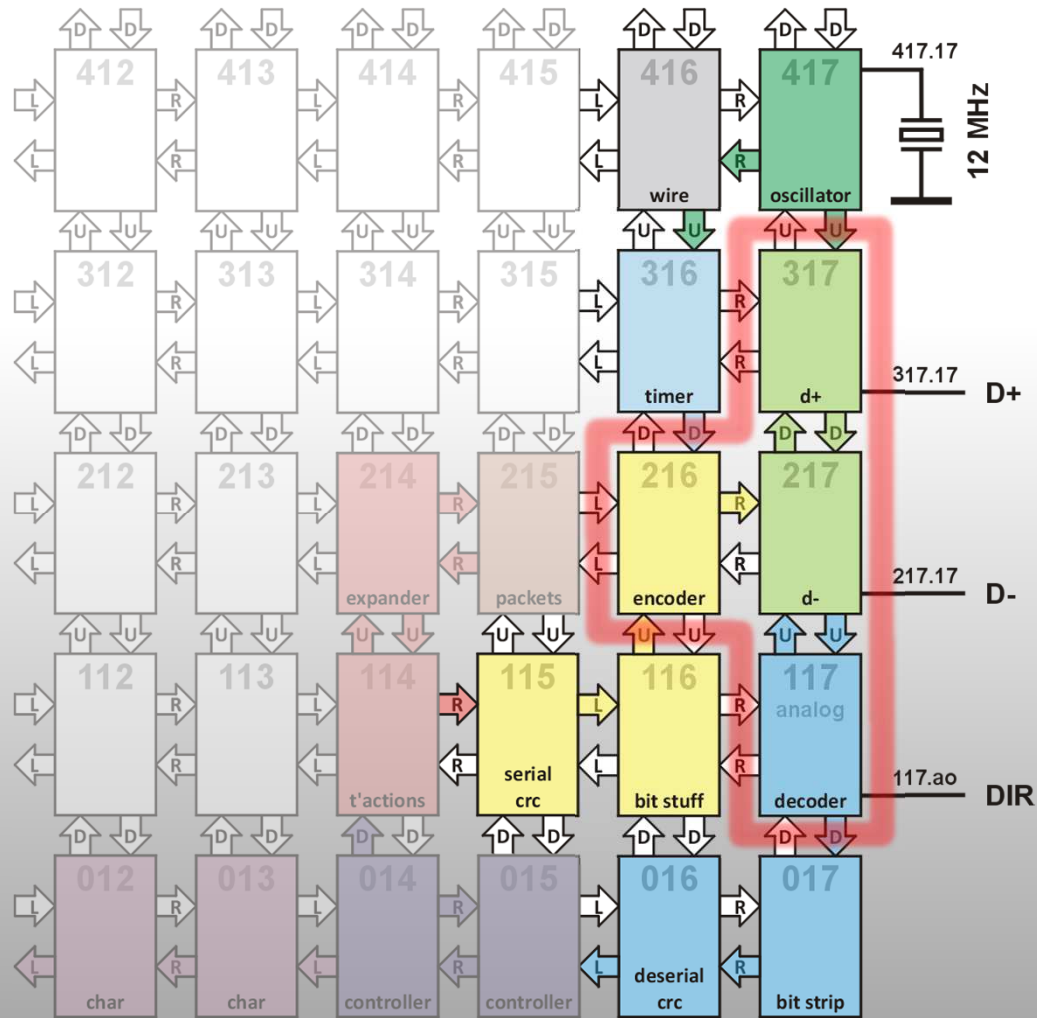 D D D D D D D D D D D D
412 413 414 415 416 417 417.17
L R L R L R
12 MHz
L R L R L R
wire oscillator
U U U U U U U U U U U U
312 313 314 315 316 317
L R L R L R
L R L R L R
317.17
timer d+ D+
D D D D D D D D D D D D
212 213 214 215 216 217
L R L R L R
L R L R L R
217.17
expander packets encoder d- D-
U U U U U U U U U U U U
112 113 114 115 116 117
analog
L R L R L R
L R L R L R
serial
117.ao
t'actions crc bit stuff decoder DIR
D D D D D D D D D D D D
012 013 014 015 016 017
L R L R L R
L R L R L R
deserial
char char controller controller crc bit strip